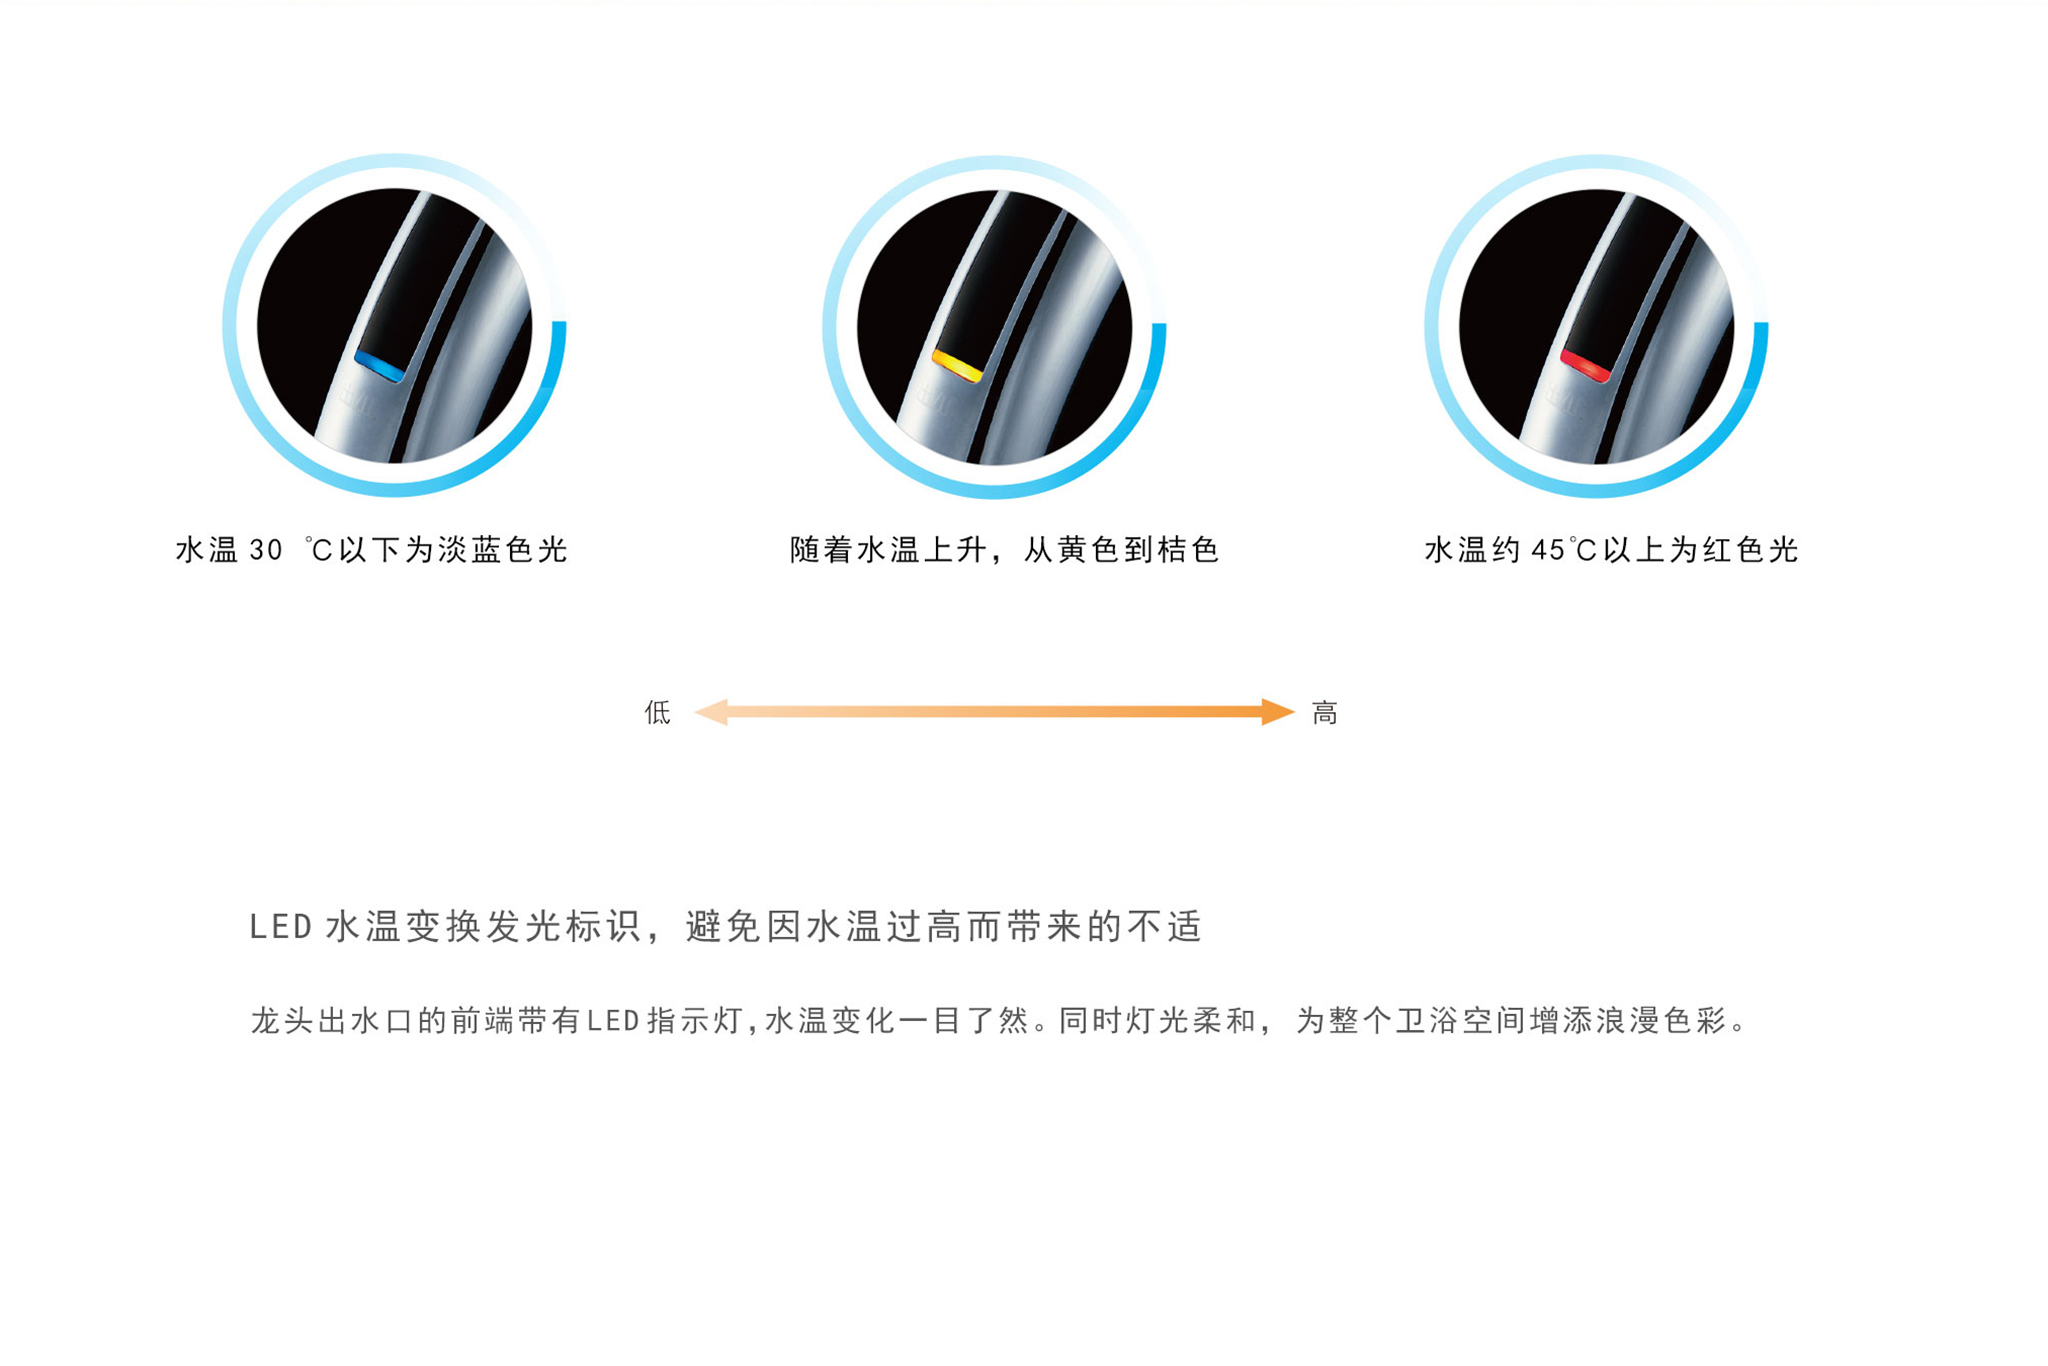 水温30 ℃以下为淡蓝色光
随着水温上升，从黄色到桔色
水温约45℃以上为红色光
低
高
LED 水温变换发光标识，避免因水温过高而带来的不适
龙头出水口的前端带有LED指示灯,水温变化一目了然。同时灯光柔和，为整个卫浴空间增添浪漫色彩。